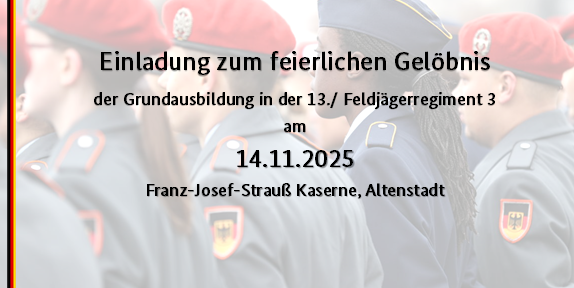 Einladung zum feierlichen Gelöbnis
der Grundausbildung in der 13./ Feldjägerregiment 3
am
14.11.2025
Franz-Josef-Strauß Kaserne, Altenstadt